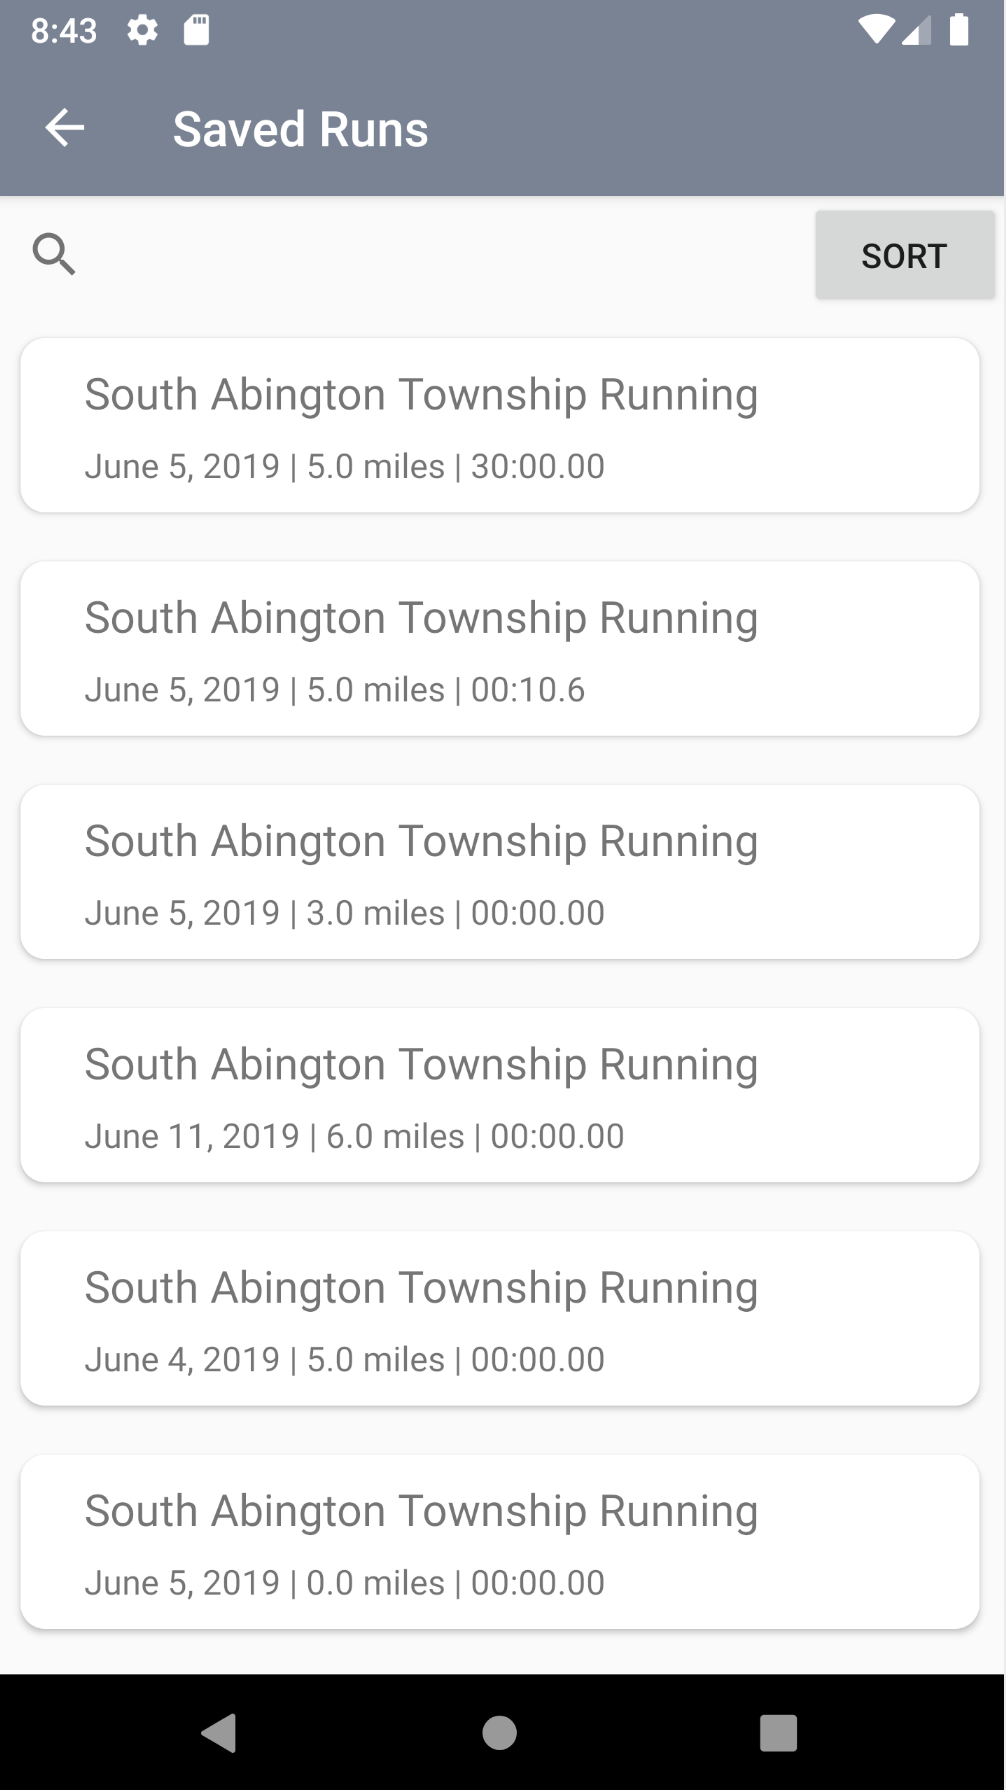 8:43
Saved Runs
SORT
South Abington Township Running
June 5, 2019 | 5.0 miles | 30:00.00
South Abington Township Running
June 5, 2019 | 5.0 miles | 00:10.6
South Abington Township Running
June 5, 2019 | 3.0 miles | 00:00.00
South Abington Township Running
June 11, 2019 | 6.0 miles | 00:00.00
South Abington Township Running
June 4, 2019 | 5.0 miles | 00:00.00
South Abington Township Running
June 5, 2019 | 0.0 miles | 00:00.00